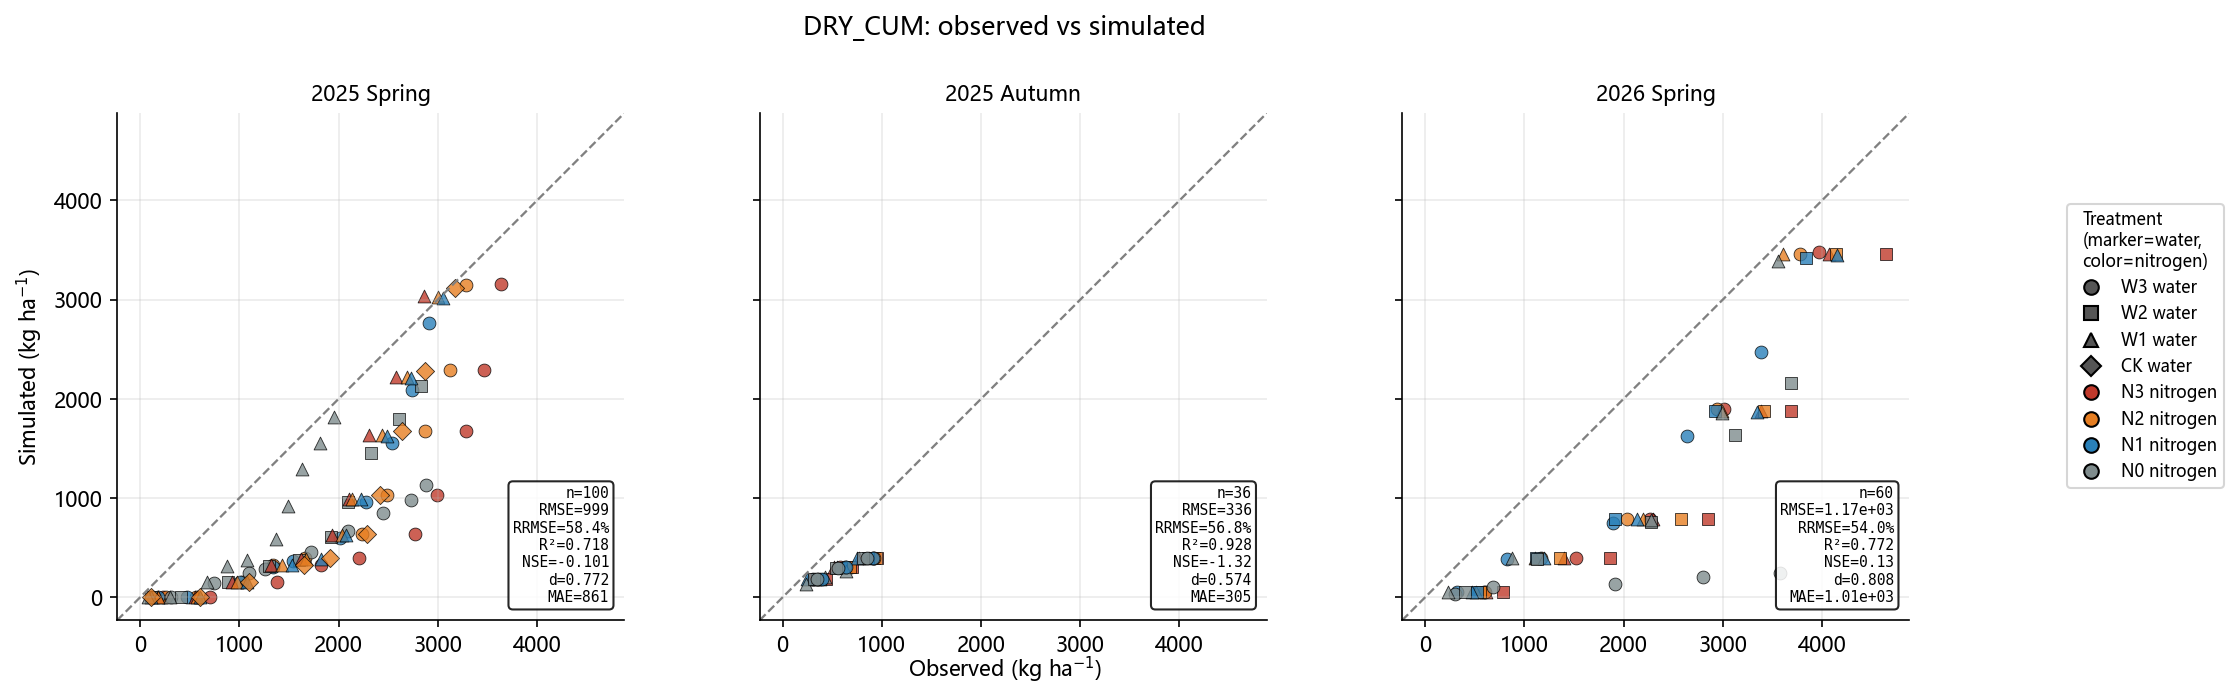 DRY_CUM: observed vs simulated
2025 Spring
2025 Autumn
2026 Spring
Simulated (kg ha⁻¹)
4000
3000
2000
1000
0
n=100
RMSE=999
RRMSE=58.4%
R²=0.718
NSE=-0.101
d=0.772
MAE=861
n=36
RMSE=336
RRMSE=56.8%
R²=0.928
NSE=-1.32
d=0.574
MAE=305
n=60
RMSE=1.17e+03
RRMSE=54.0%
R²=0.772
NSE=0.13
d=0.808
MAE=1.01e+03
0 1000 2000 3000 4000
0 1000 2000 3000 4000
0 1000 2000 3000 4000
Observed (kg ha⁻¹)
Treatment
(marker=water,
color=nitrogen)
W3 water
W2 water
W1 water
CK water
N3 nitrogen
N2 nitrogen
N1 nitrogen
N0 nitrogen